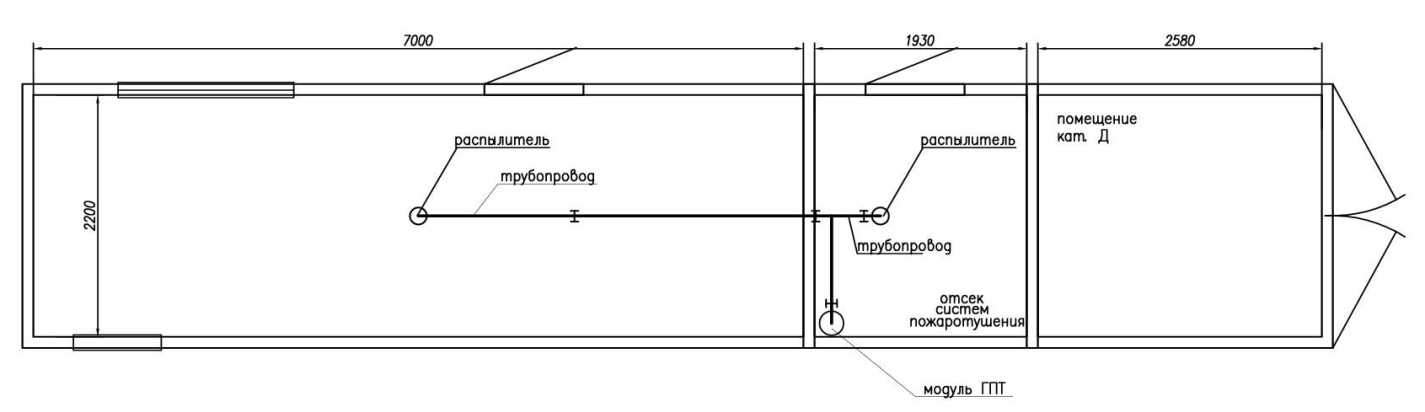 7000
1930
2580
помещение
кат. Д
распылитель
распылитель
трубопровод
2200
трубопровод
отсек
систем
пожаротушения
модуль ГПТ